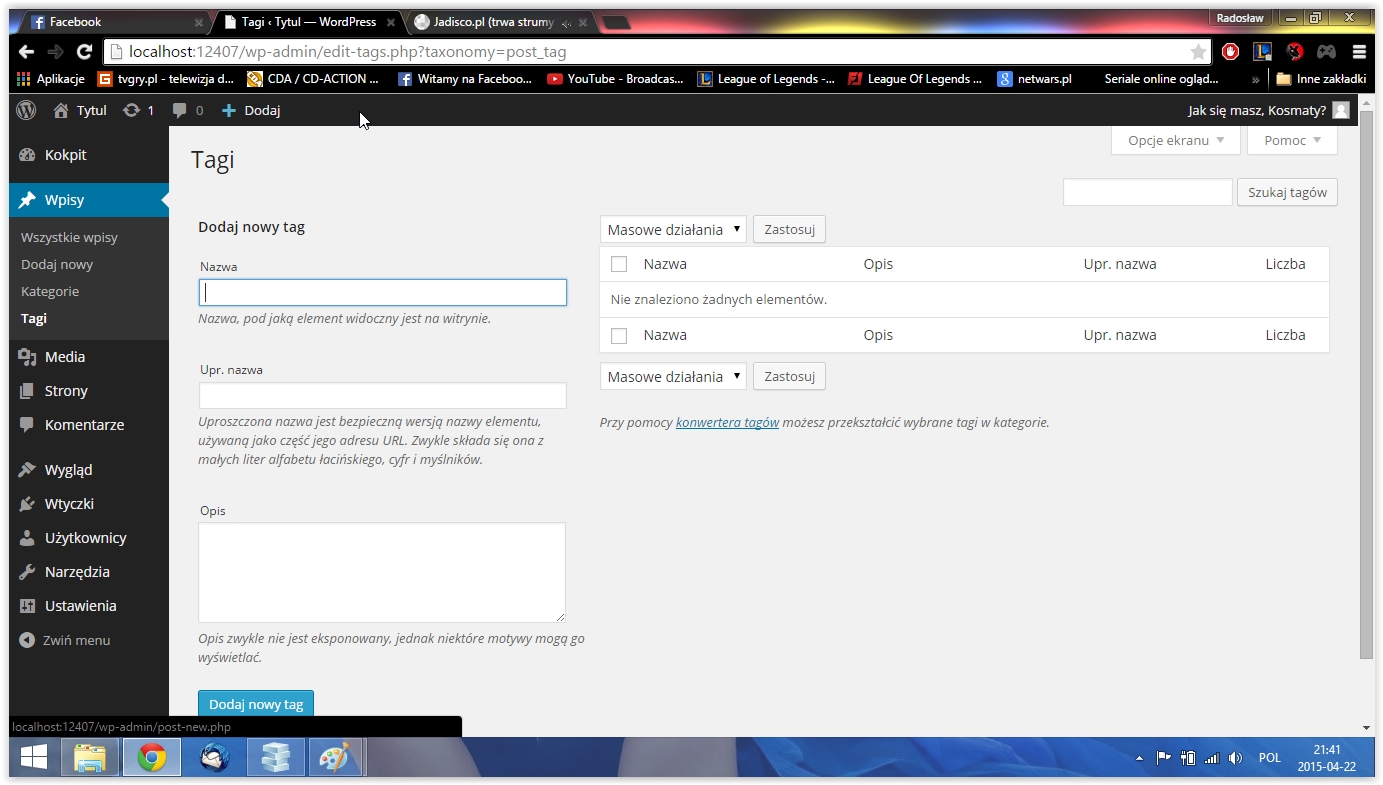 Facebook
Tagi ‹ Tytul — WordPress
Jadisco.pl (trwa strumy
Radosław
localhost:12407/wp-admin/edit-tags.php?taxonomy=post_tag
Aplikacje
tvgry.pl - telewizja d...
CDA / CD-ACTION ...
Witamy na Faceboo...
YouTube - Broadcas...
League of Legends -...
League Of Legends ...
netwars.pl
Seriale online ogląd...
»
Inne zakładki
Tytul
1
0
Dodaj
Jak się masz, Kosmaty?
Opcje ekranu
Pomoc
Kokpit
Wpisy
Wszystkie wpisy
Dodaj nowy
Kategorie
Tagi
Media
Strony
Komentarze
Wygląd
Wtyczki
Użytkownicy
Narzędzia
Ustawienia
Zwiń menu
Tagi
Szukaj tagów
Dodaj nowy tag
Nazwa
Nazwa, pod jaką element widoczny jest na witrynie.
Upr. nazwa
Uproszczona nazwa jest bezpieczną wersją nazwy elementu,
używaną jako część jego adresu URL. Zwykle składa się ona z
małych liter alfabetu łacińskiego, cyfr i myślników.
Opis
Opis zwykle nie jest eksponowany, jednak niektóre motywy mogą go
wyświetlać.
Dodaj nowy tag
Masowe działania
Zastosuj
Nazwa Opis Upr. nazwa Liczba
Nie znaleziono żadnych elementów.
Nazwa Opis Upr. nazwa Liczba
Masowe działania
Zastosuj
Przy pomocy konwertera tagów możesz przekształcić wybrane tagi w kategorie.
localhost:12407/wp-admin/post-new.php
POL
21:41
2015-04-22